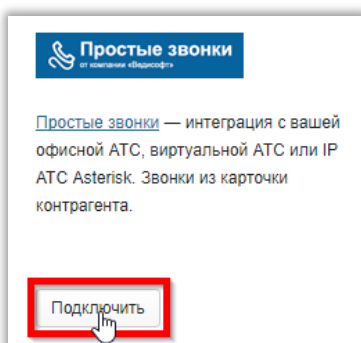 Простые звонки
от компании «Ведисофт»
Простые звонки — интеграция с вашей
офисной АТС, виртуальной АТС или IP
АТС Asterisk. Звонки из карточки
контрагента.
Подключить